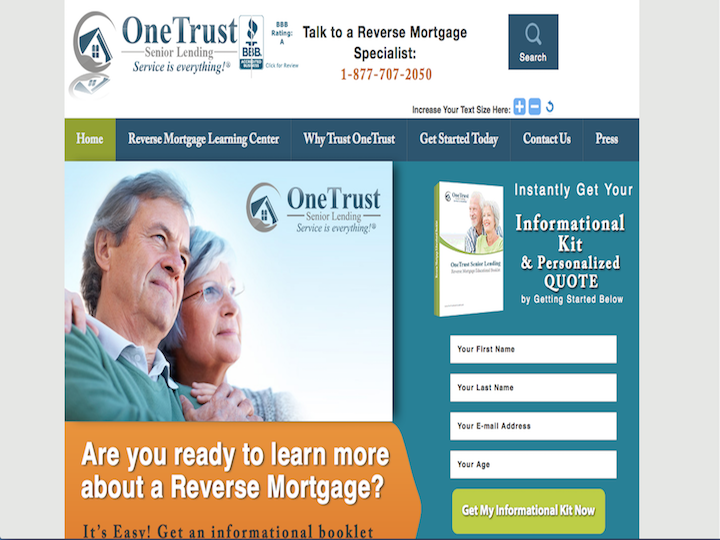 OneTrust
Senior Lending
Service is everything!®
BBB
ACCREDITED BUSINESS
BBB
Rating:
A
Click for Review
Talk to a Reverse Mortgage
Specialist:
1-877-707-2050
Search
Increase Your Text Size Here:
Home Reverse Mortgage Learning Center Why Trust OneTrust Get Started Today Contact Us Press
OneTrust
Senior Lending
Service is everything!®
OneTrust
OneTrust Senior Lending
Instantly Get Your
Informational
Kit
& Personalized
QUOTE
by Getting Started Below
Your First Name
Your Last Name
Your E-mail Address
Your Age
Get My Informational Kit Now
Are you ready to learn more
about a Reverse Mortgage?
It's Easy! Get an informational booklet